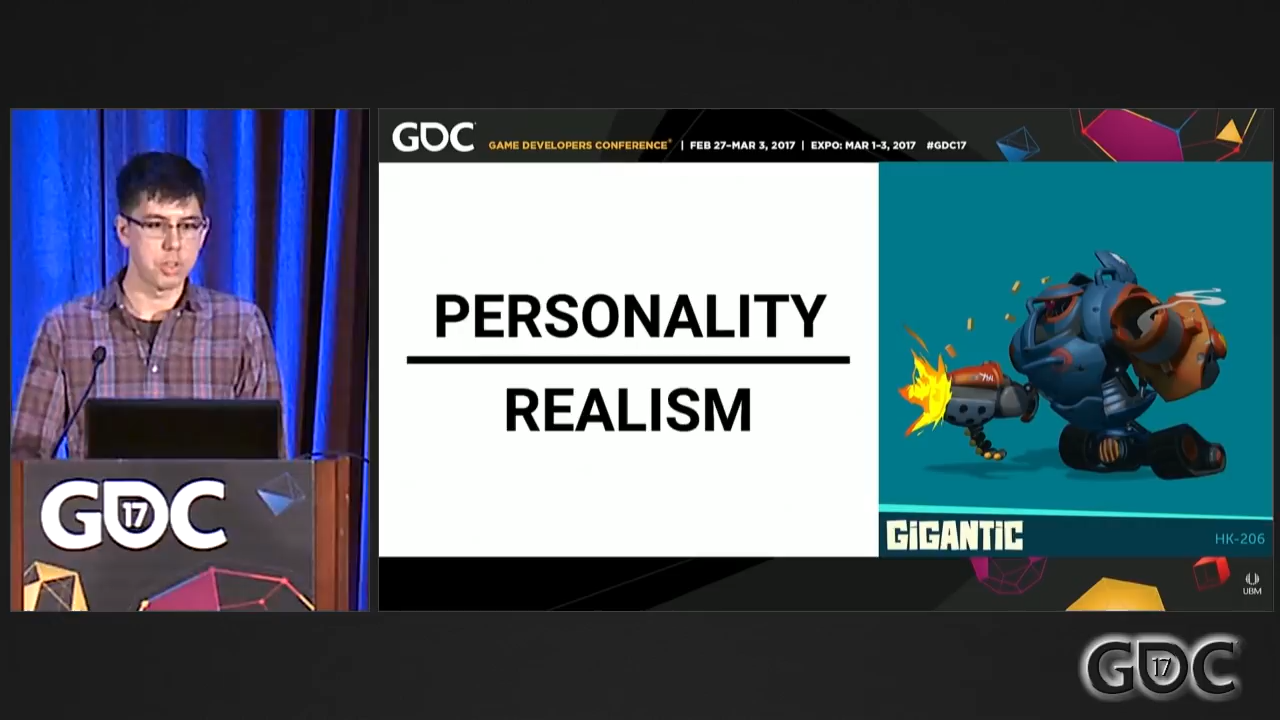 GDC
GAME DEVELOPERS CONFERENCE® | FEB 27–MAR 3, 2017 | EXPO: MAR 1–3, 2017 #GDC17
PERSONALITY
REALISM
GiGANTiC
HK-206
GDC
17
UBM
GDC
17